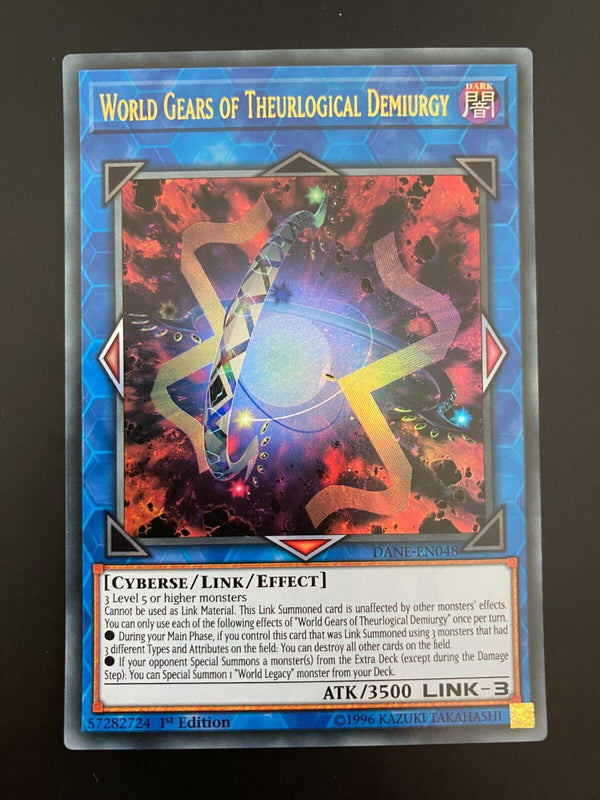 World Gears of Theurlogical Demiurgy
DARK
闇
DANE-EN048
[Cyberse/Link/Effect]
3 Level 5 or higher monsters
Cannot be used as Link Material. This Link Summoned card is unaffected by other monsters' effects.
You can only use each of the following effects of "World Gears of Theurlogical Demiurgy" once per turn.
● During your Main Phase, if you control this card that was Link Summoned using 3 monsters that had
3 different Types and Attributes on the field: You can destroy all other cards on the field.
● If your opponent Special Summons a monster(s) from the Extra Deck (except during the Damage
Step): You can Special Summon 1 "World Legacy" monster from your Deck.
ATK/3500 LINK-3
57282724 1st Edition ©1996 KAZUKI TAKAHASHI